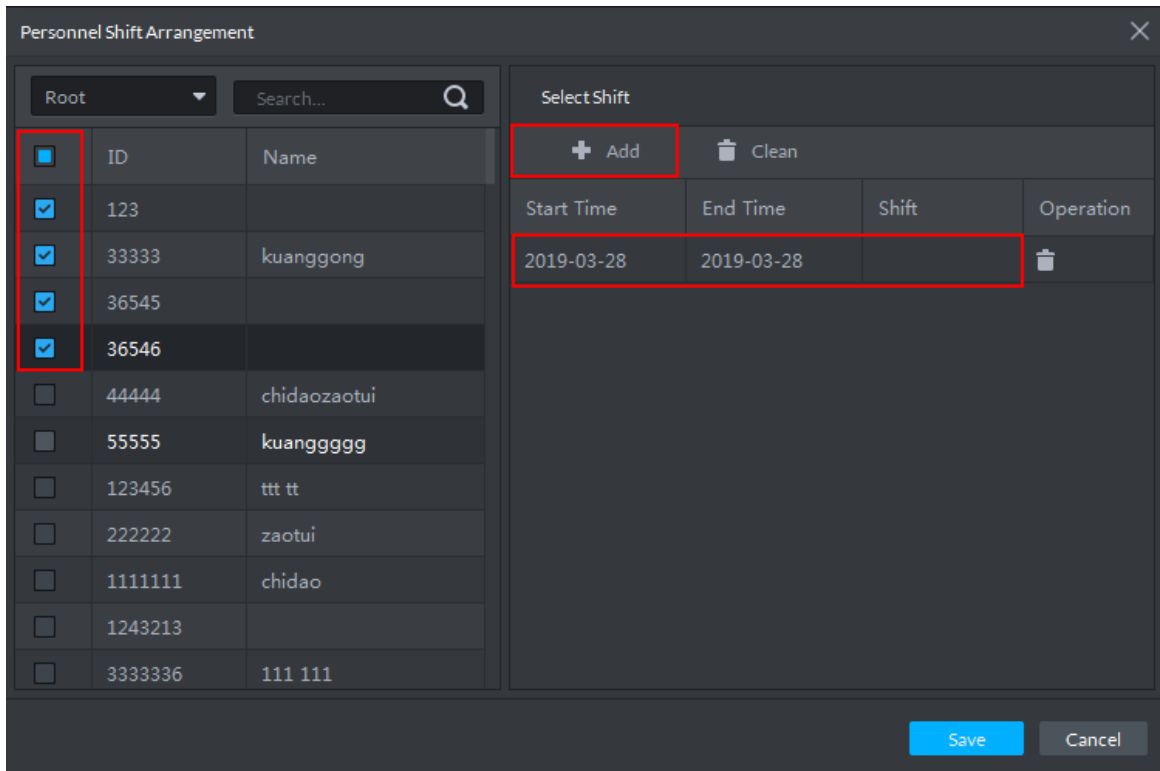 Personnel Shift Arrangement
Root Search... Select Shift
ID Name Add Clean
123 Start Time End Time Shift Operation
33333 kuanggong 2019-03-28 2019-03-28
36545
36546
44444 chidaozaotui
55555 kuanggggg
123456 ttt tt
222222 zaotui
1111111 chidao
1243213
3333336 111 111
Save Cancel